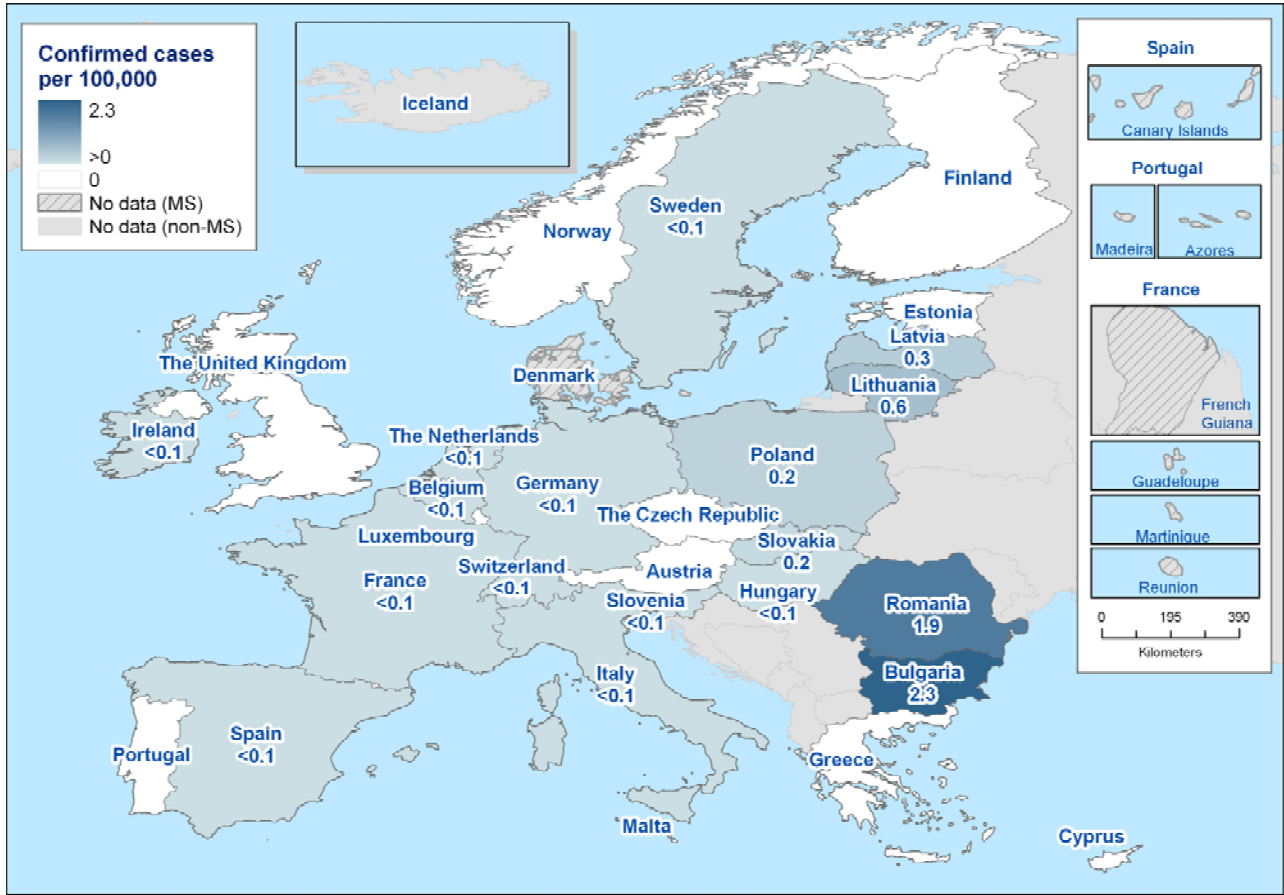 Confirmed cases
per 100,000
2.3
>0
0
No data (MS)
No data (non-MS)
Iceland
Spain
Canary Islands
Portugal
Madeira
Azores
France
French
Guiana
Guadeloupe
Martinique
Reunion
0 195 390
Kilometers
Finland
Sweden
<0.1
Norway
Estonia
Latvia
0.3
Lithuania
0.6
The United Kingdom
Denmark
Ireland
<0.1
The Netherlands
<0.1
Belgium
<0.1
Germany
<0.1
Poland
0.2
The Czech Republic
Luxembourg
Slovakia
0.2
Switzerland
<0.1
Austria
France
<0.1
Slovenia
<0.1
Hungary
<0.1
Romania
1.9
Bulgaria
2.3
Italy
<0.1
Spain
<0.1
Portugal
Greece
Malta
Cyprus